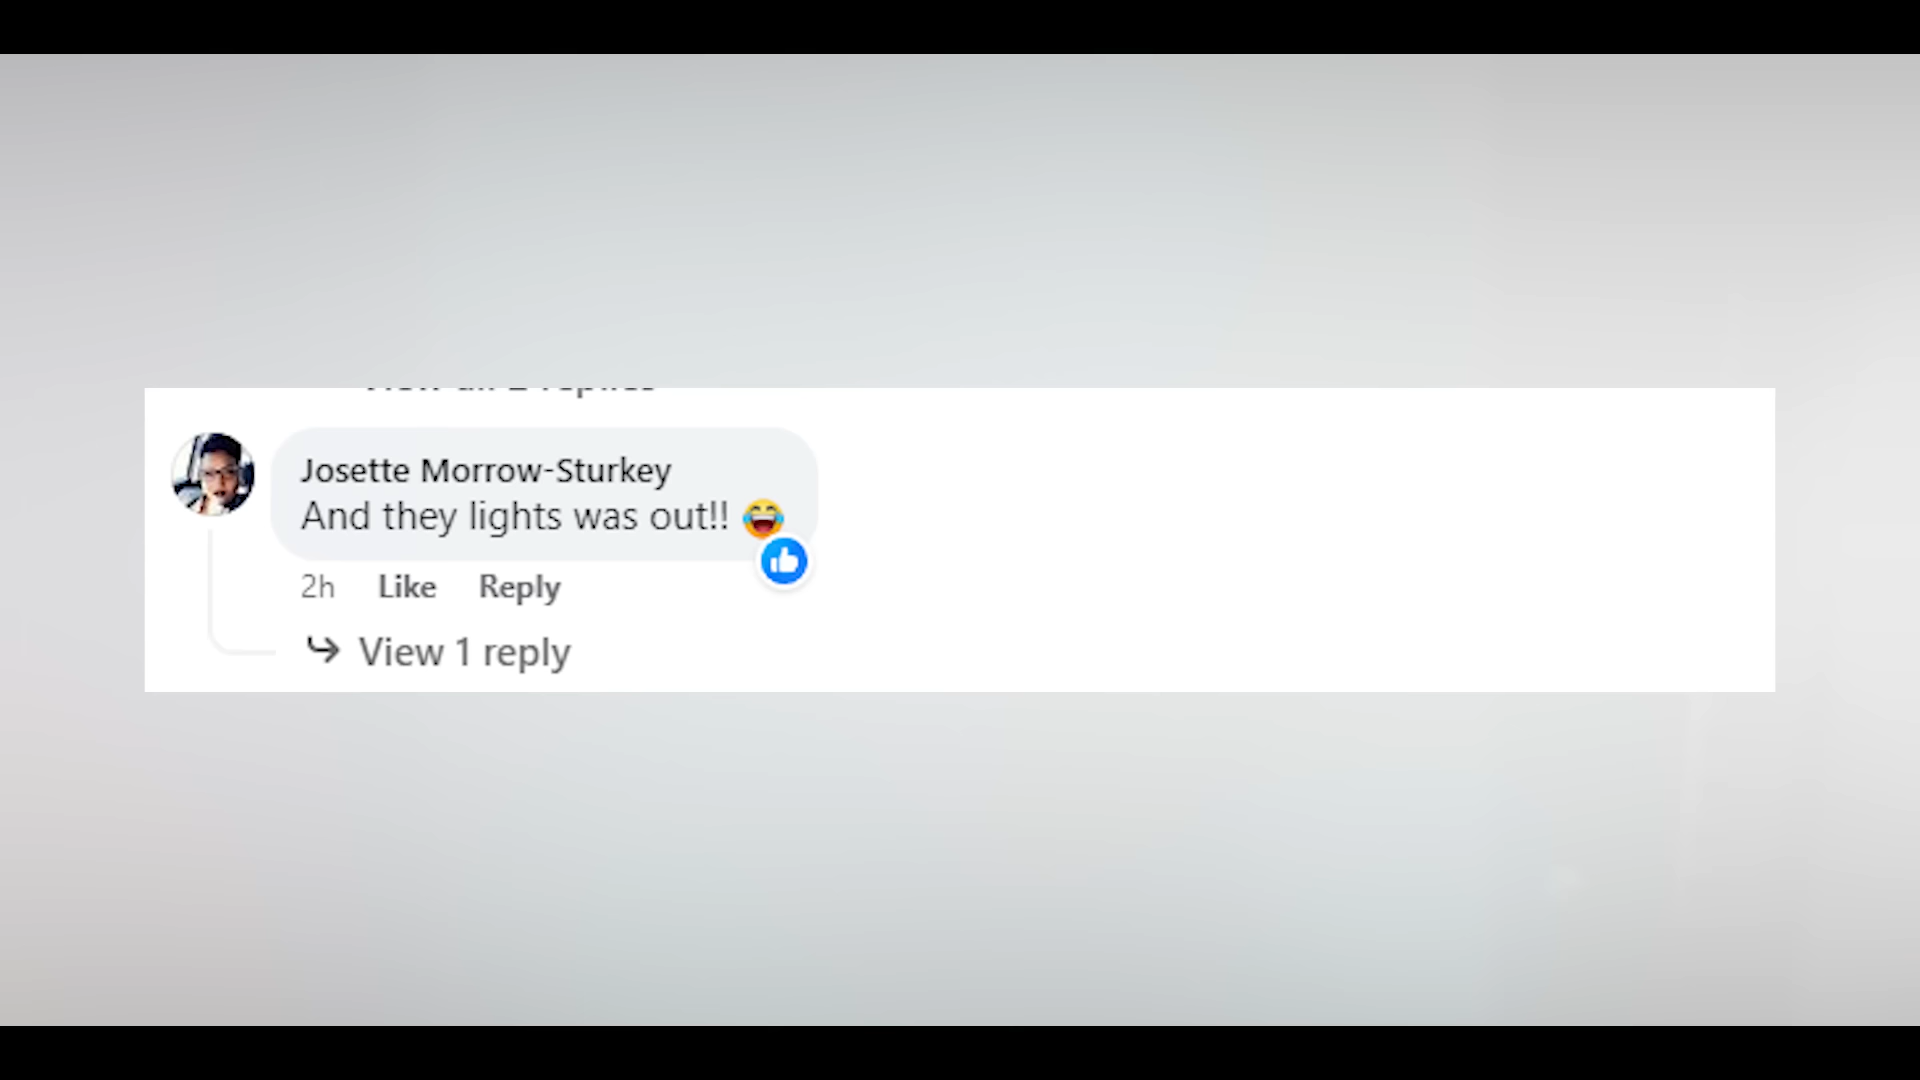 Josette Morrow-Sturkey
And they lights was out!! 😂
2h Like Reply
View 1 reply